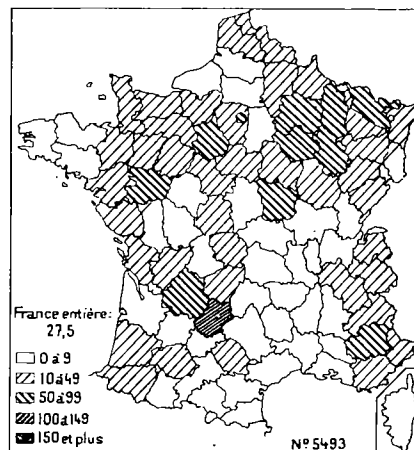 France entière:
27,5
0 à 9
10 à 49
50 à 99
100 à 149
150 et plus
Nº 5493